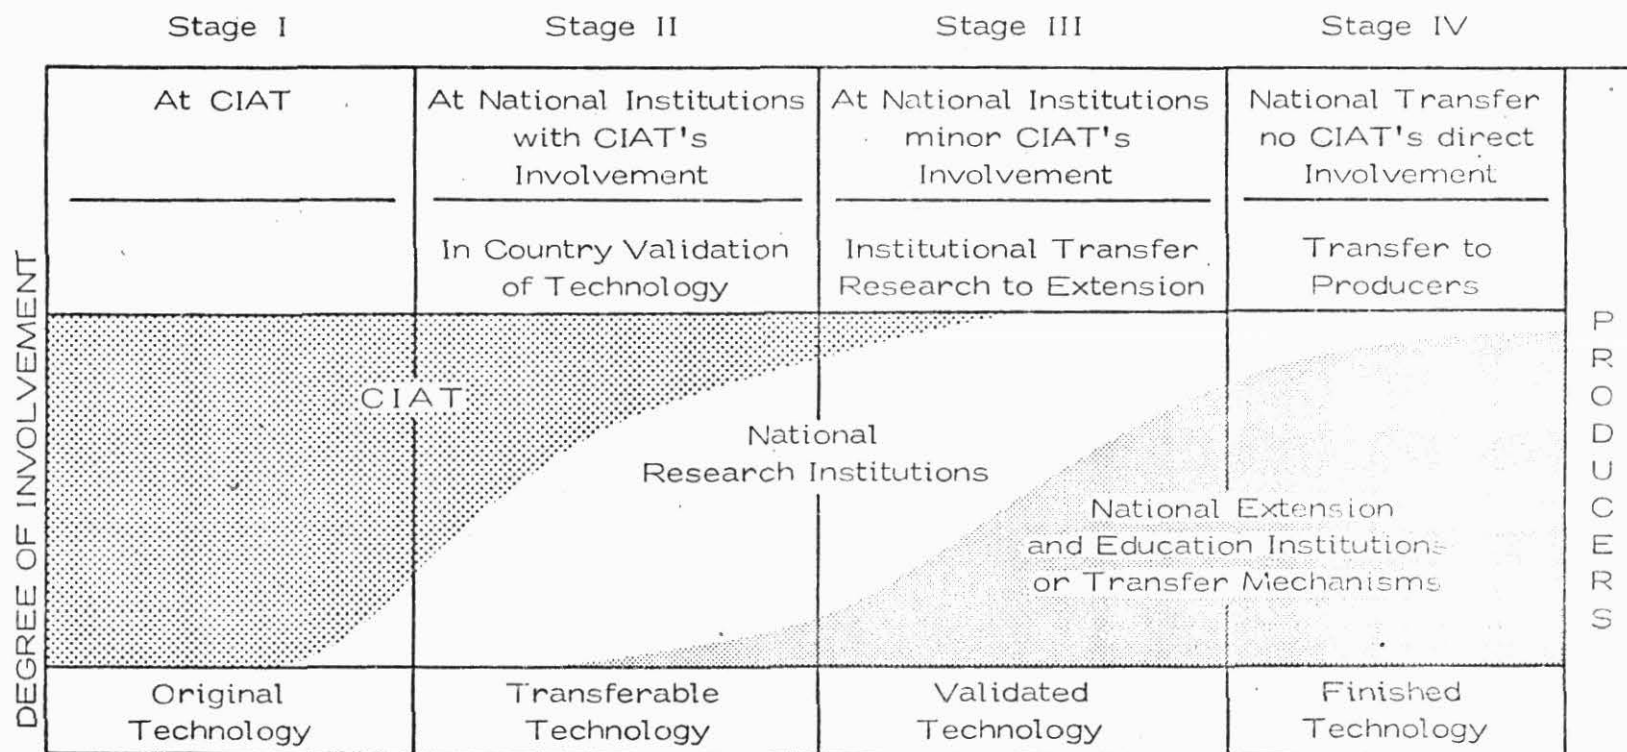 Stage I
Stage II
Stage III
Stage IV
At CIAT
At National Institutions
with CIAT's
Involvement
At National Institutions
minor CIAT's
Involvement
National Transfer
no CIAT's direct
Involvement
In Country Validation
of Technology
Institutional Transfer
Research to Extension
Transfer to
Producers
DEGREE OF INVOLVEMENT
CIAT
National
Research Institutions
National Extension
and Education Institutions
or Transfer Mechanisms
PRODUCERS
Original
Technology
Transferable
Technology
Validated
Technology
Finished
Technology